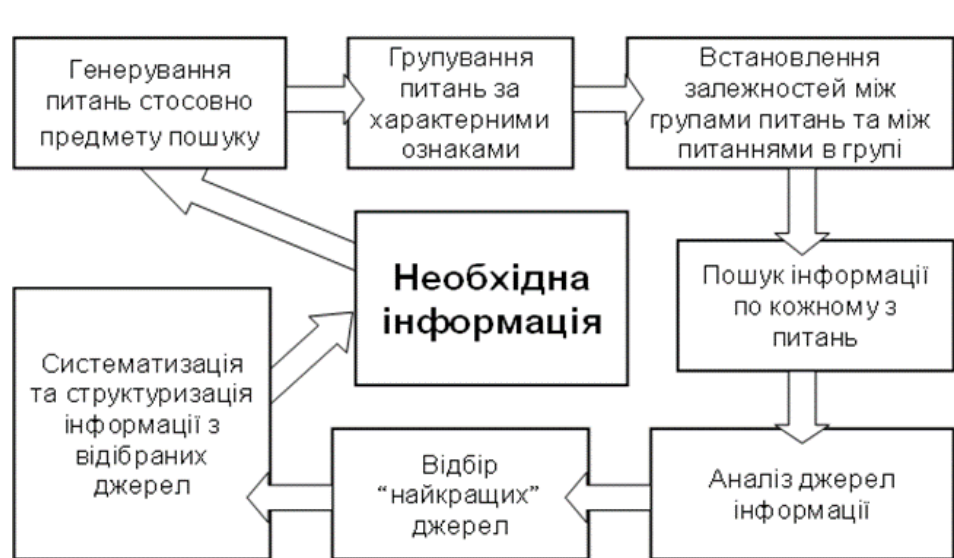 Генерування
питань стосовно
предмету пошуку
Групування
питань за
характерними
ознаками
Встановлення
залежностей між
групами питань та між
питаннями в групі
Необхідна
інформація
Пошук інформації
по кожному з
питань
Систематизація
та структуризація
інформації з
відібраних
джерел
Відбір
“найкращих”
джерел
Аналіз джерел
інформації